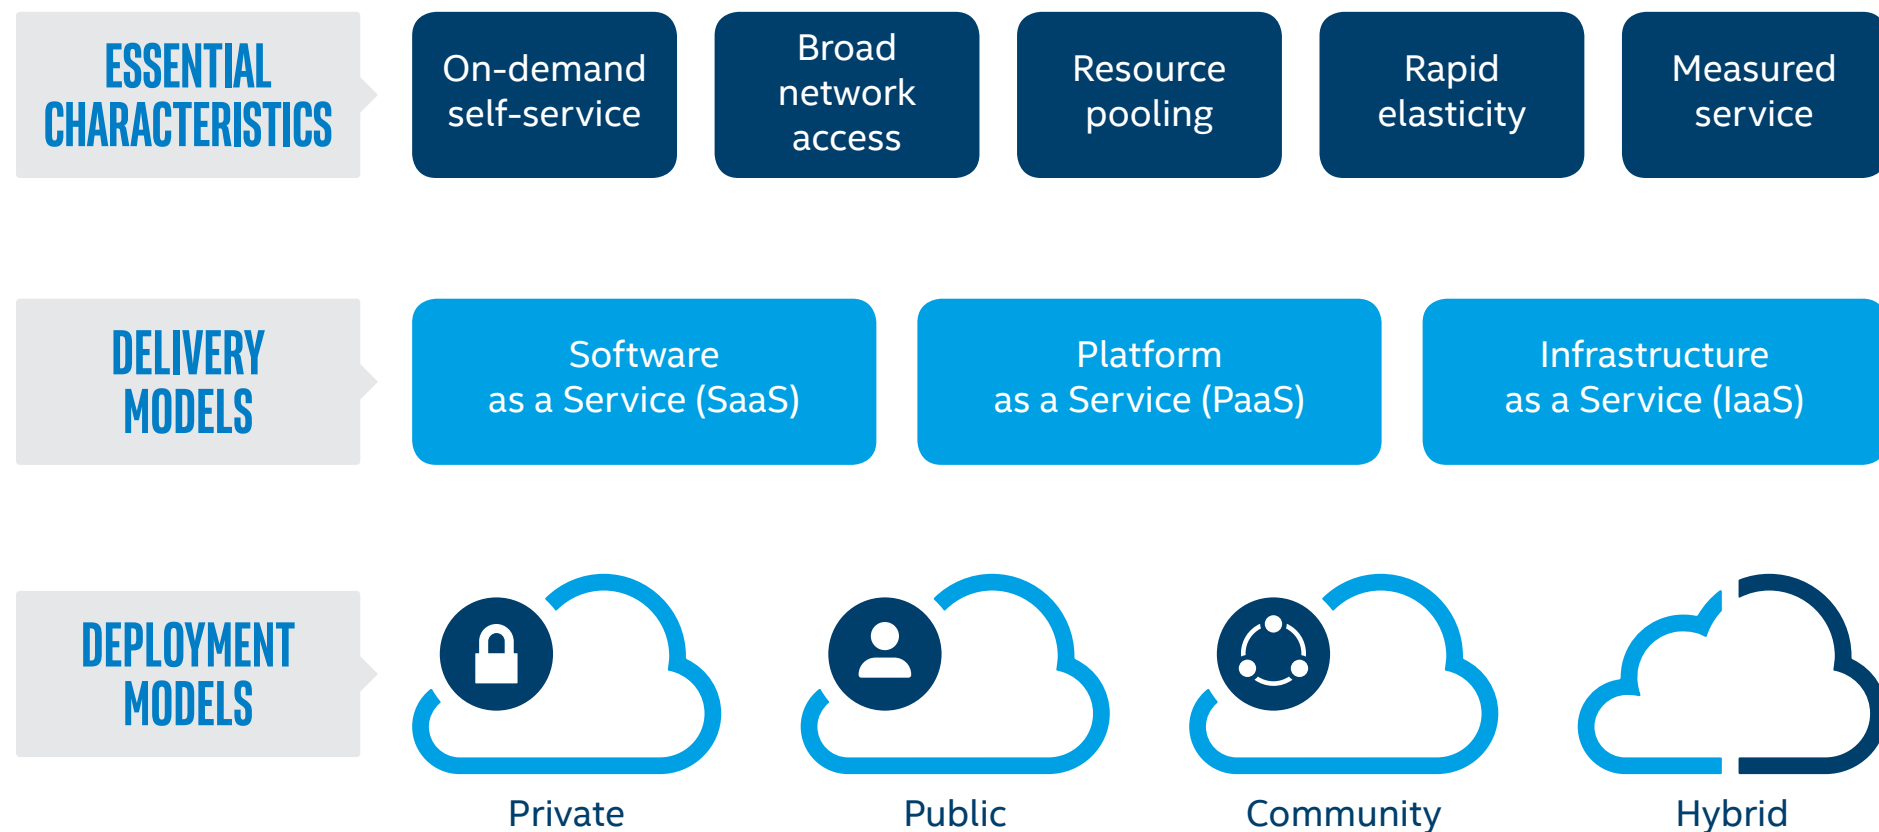 ESSENTIAL
CHARACTERISTICS
On-demand
self-service
Broad
network
access
Resource
pooling
Rapid
elasticity
Measured
service
DELIVERY
MODELS
Software
as a Service (SaaS)
Platform
as a Service (PaaS)
Infrastructure
as a Service (IaaS)
DEPLOYMENT
MODELS
Private
Public
Community
Hybrid